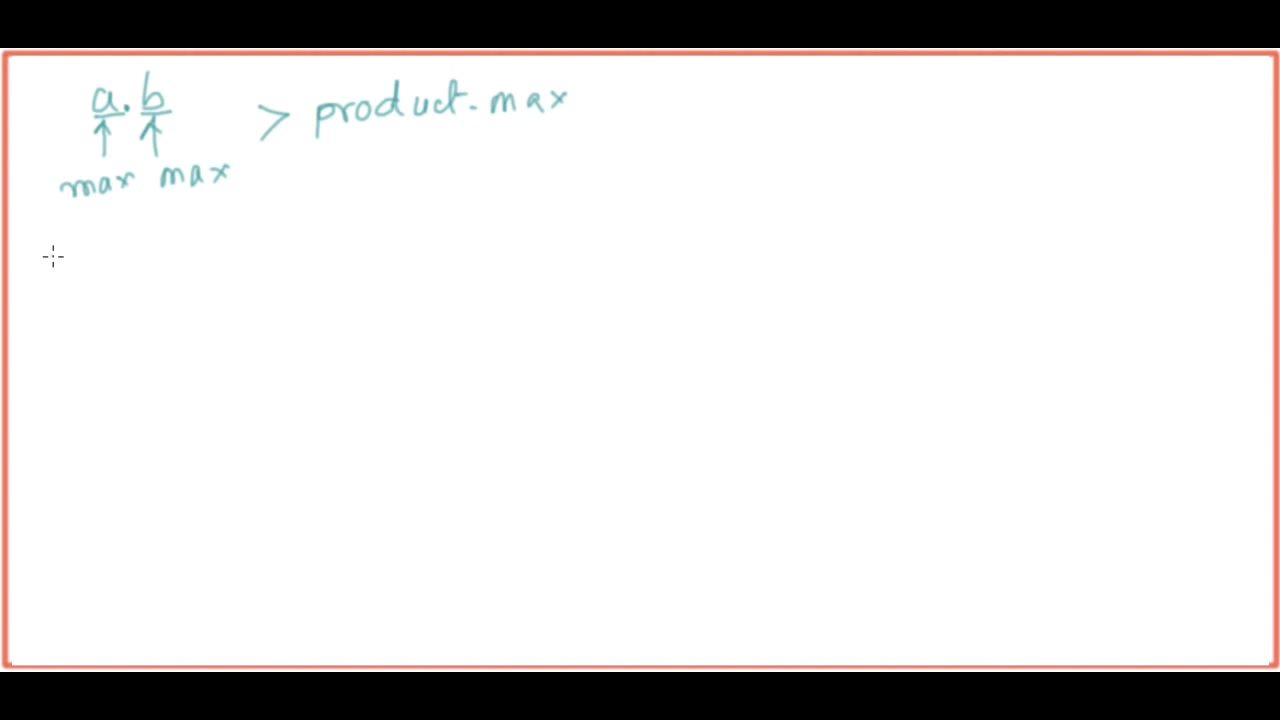 a.b > product.max
↑ ↑
max max